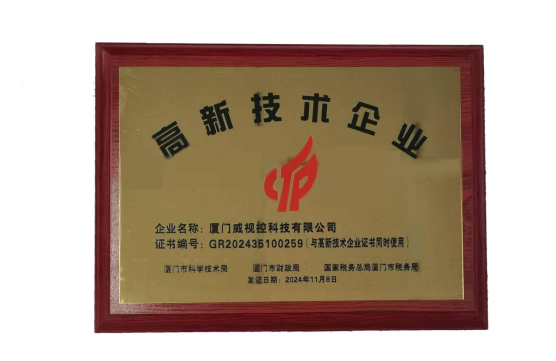 高新技术企业
企业名称：厦门威视控科技有限公司
证书编号：GR202435100259（与高新技术企业证书同时使用）
厦门市科学技术局 厦门市财政局 国家税务总局厦门市税务局
发证日期：2024年11月8日